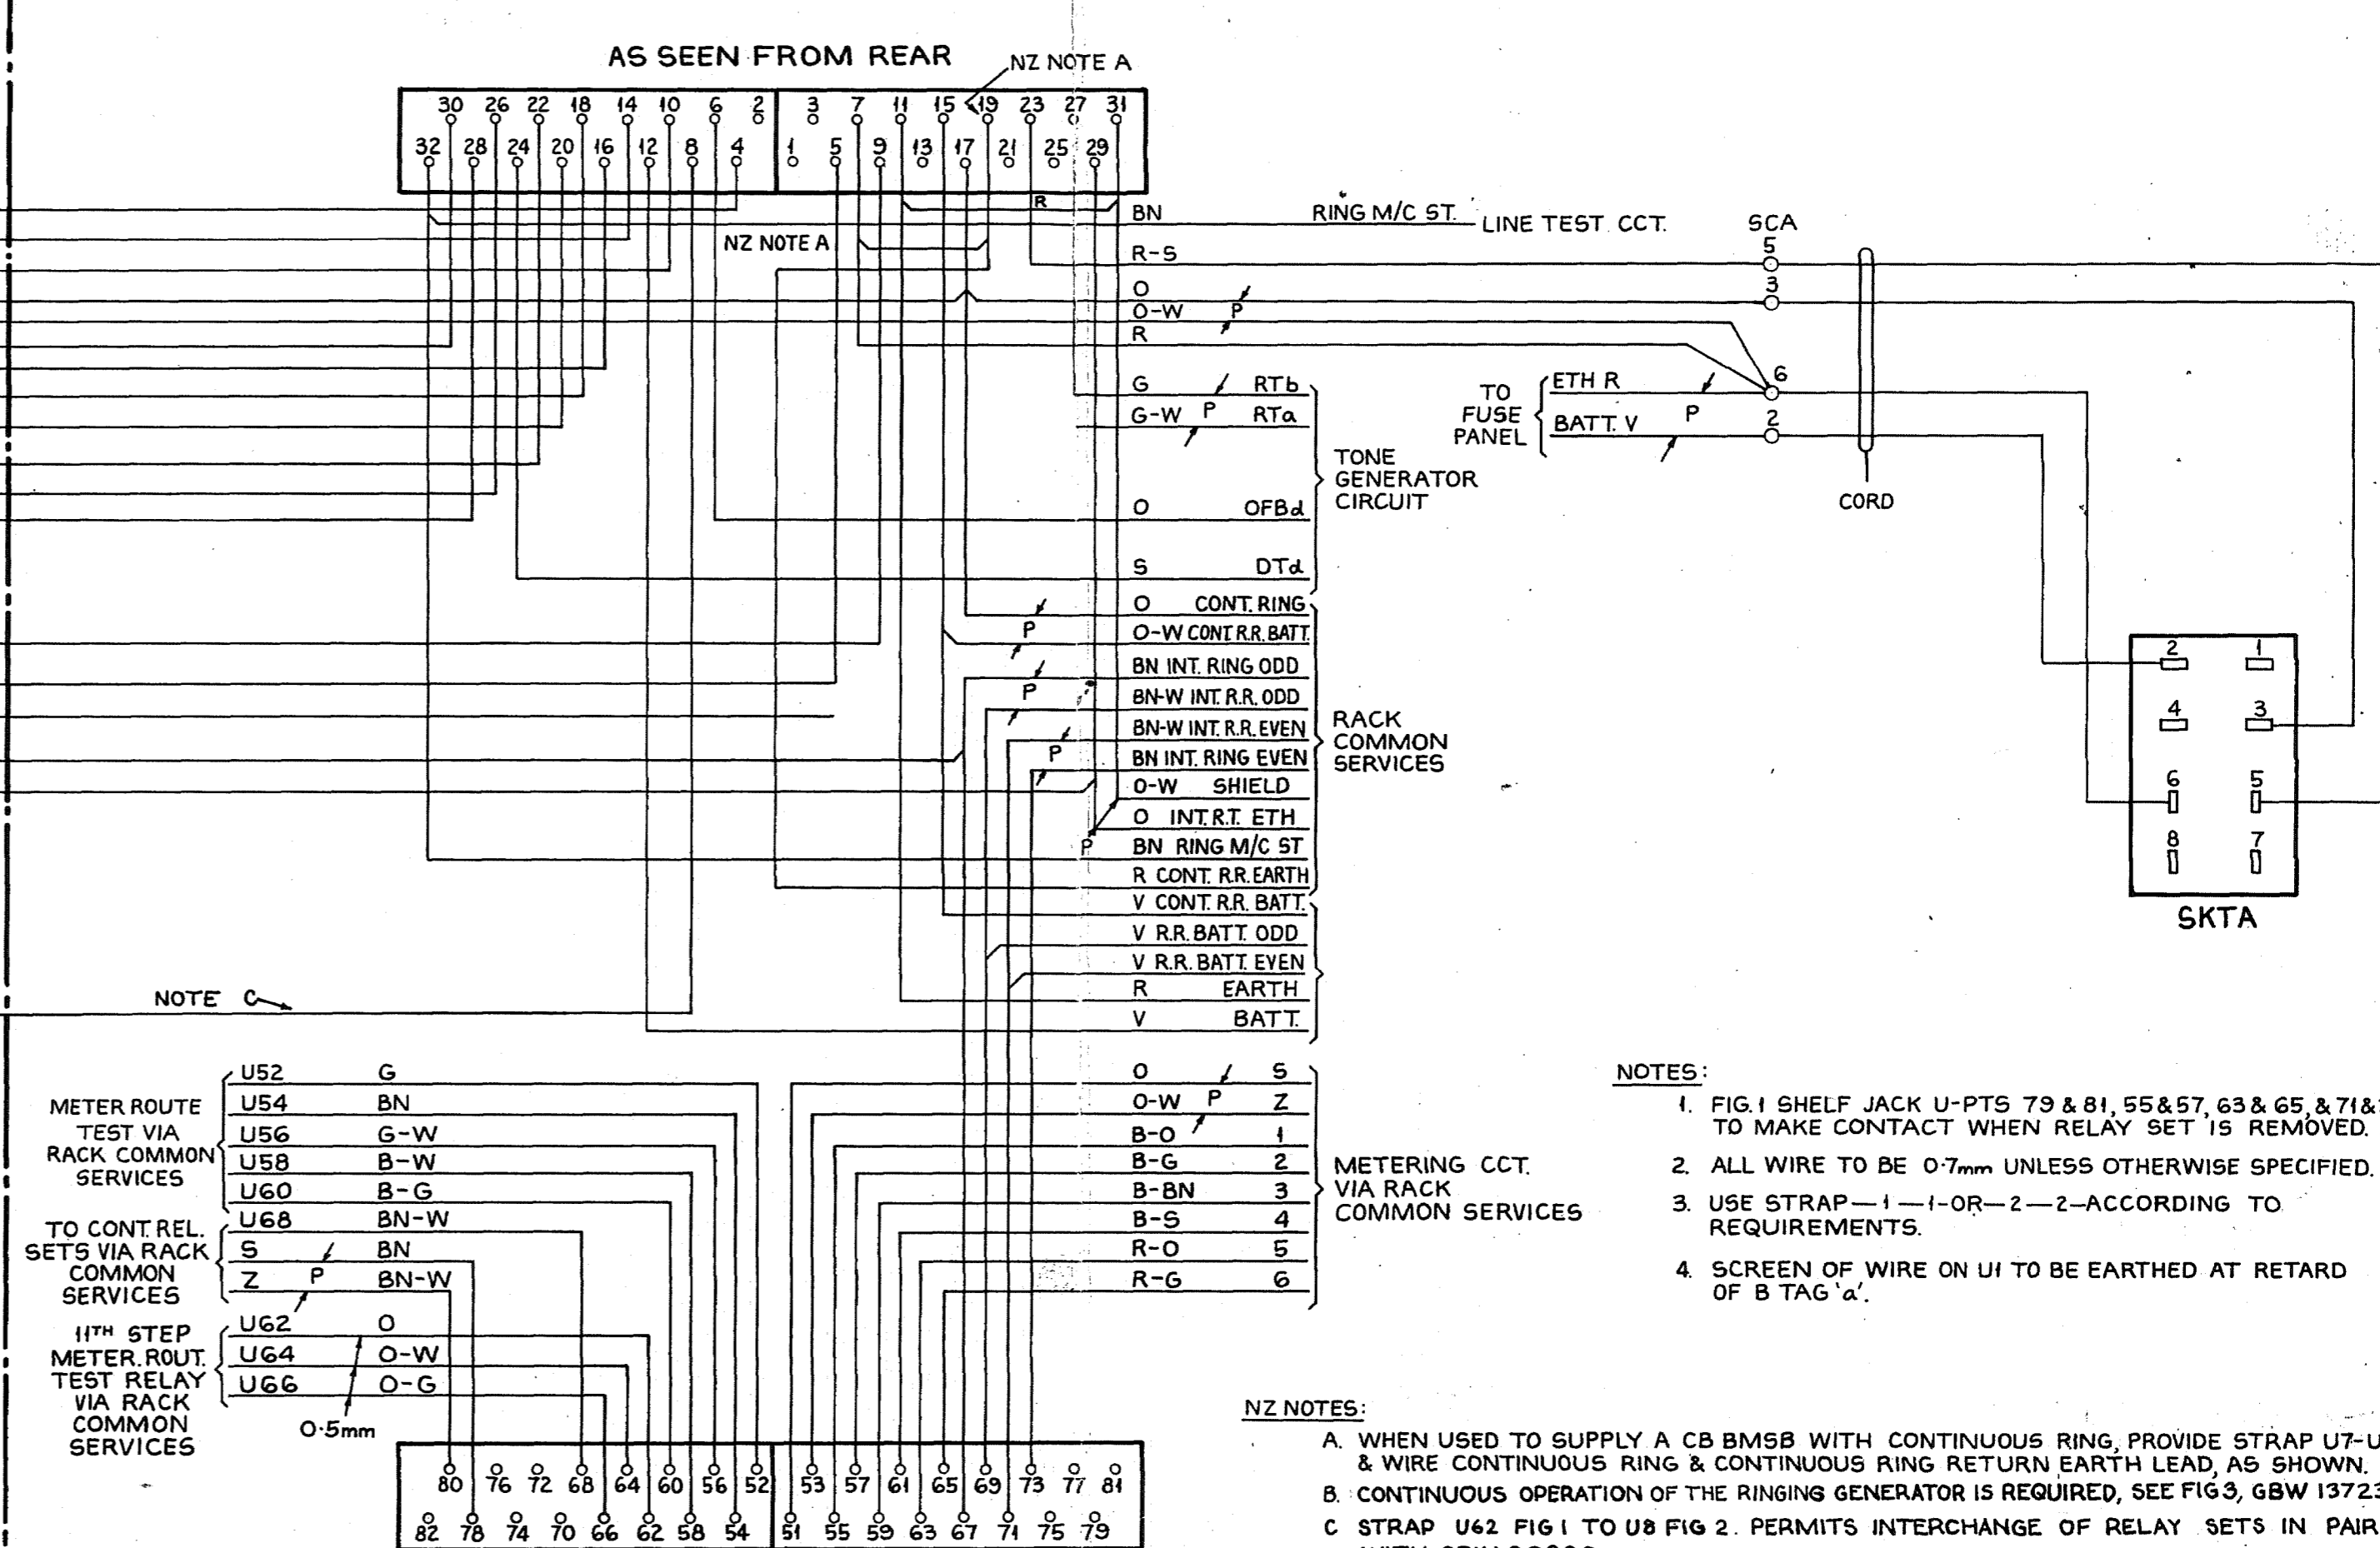 AS SEEN FROM REAR
NZ NOTE A
30 26 22 18 14 10 6 2 3 7 11 15 19 23 27 31
32 28 24 20 16 12 8 4 1 5 9 13 17 21 25 29
R
BN RING M/C ST. LINE TEST CCT. SCA
NZ NOTE A
R-S 5
O 3
O-W P
R
G RTb
G-W P RTa
O OFBd
S DTd
TONE
GENERATOR
CIRCUIT
TO
FUSE
PANEL
ETH R 6
P
BATT. V 2
CORD
O CONT. RING
P
O-W CONT R.R. BATT.
BN INT. RING ODD
P
BN-W INT. R.R. ODD
BN-W INT. R.R. EVEN
P
BN INT. RING EVEN
O-W SHIELD
O INT. R.T. ETH
P
BN RING M/C ST
R CONT. R.R. EARTH
RACK
COMMON
SERVICES
V CONT. R.R. BATT.
V R.R. BATT. ODD
V R.R. BATT. EVEN
R EARTH
V BATT.
2 1
4 3
6 5
8 7
SKTA
NOTE C
METER ROUTE
TEST VIA
RACK COMMON
SERVICES
U52 G
U54 BN
U56 G-W
U58 B-W
U60 B-G
TO CONT. REL.
SETS VIA RACK
COMMON
SERVICES
U68 BN-W
S BN
P
Z BN-W
11TH STEP
METER. ROUT.
TEST RELAY
VIA RACK
COMMON
SERVICES
U62 O
U64 O-W
U66 O-G
0·5mm
O S
O-W P Z
B-O 1
B-G 2
B-BN 3
B-S 4
R-O 5
R-G 6
METERING CCT.
VIA RACK
COMMON SERVICES
80 76 72 68 64 60 56 52 53 57 61 65 69 73 77 81
82 78 74 70 66 62 58 54 51 55 59 63 67 71 75 79
NOTES:
1. FIG.1 SHELF JACK U-PTS 79 & 81, 55 & 57, 63 & 65, & 71 &
TO MAKE CONTACT WHEN RELAY SET IS REMOVED.
2. ALL WIRE TO BE 0·7mm UNLESS OTHERWISE SPECIFIED.
3. USE STRAP—1—1-OR—2—2—ACCORDING TO
REQUIREMENTS.
4. SCREEN OF WIRE ON U1 TO BE EARTHED AT RETARD
OF B TAG 'a'.
NZ NOTES:
A. WHEN USED TO SUPPLY A CB BMSB WITH CONTINUOUS RING, PROVIDE STRAP U7-U
& WIRE CONTINUOUS RING & CONTINUOUS RING RETURN EARTH LEAD, AS SHOWN.
B. CONTINUOUS OPERATION OF THE RINGING GENERATOR IS REQUIRED, SEE FIG 3, GBW 13723
C STRAP U62 FIG 1 TO U8 FIG 2. PERMITS INTERCHANGE OF RELAY SETS IN PAIR